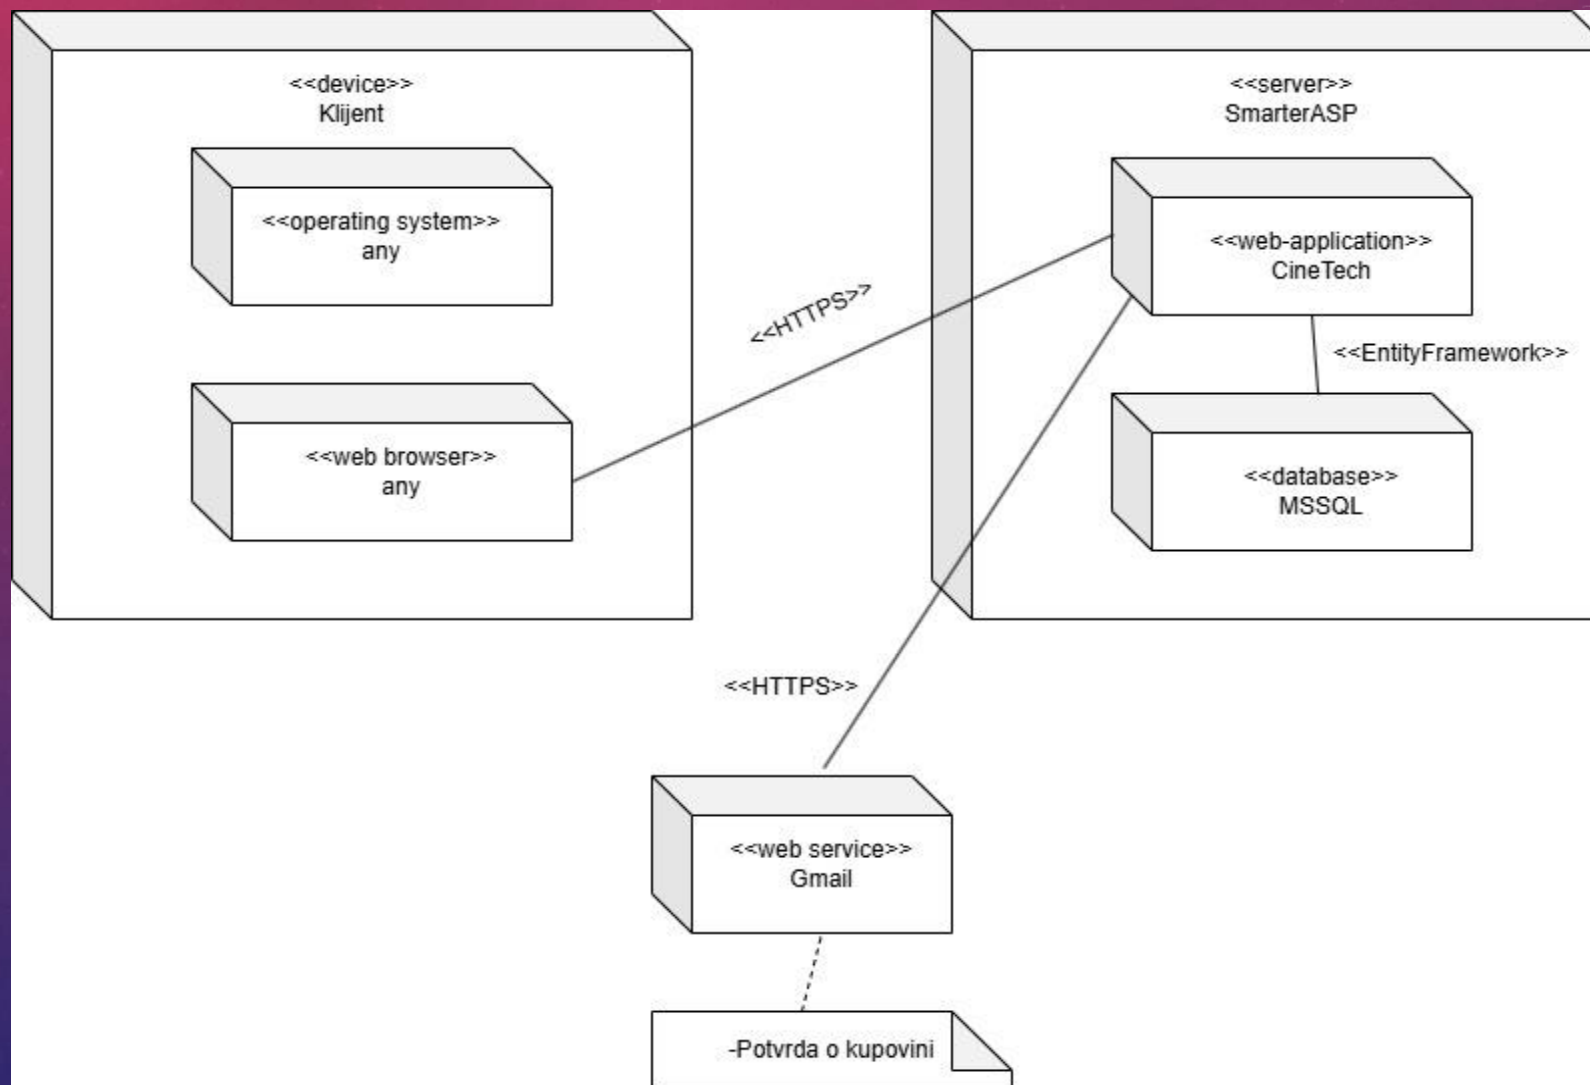 <<device>>
Klijent
<<operating system>>
any
<<web browser>>
any
<<HTTPS>>
<<server>>
SmarterASP
<<web-application>>
CineTech
<<EntityFramework>>
<<database>>
MSSQL
<<HTTPS>>
<<web service>>
Gmail
-Potvrda o kupovini